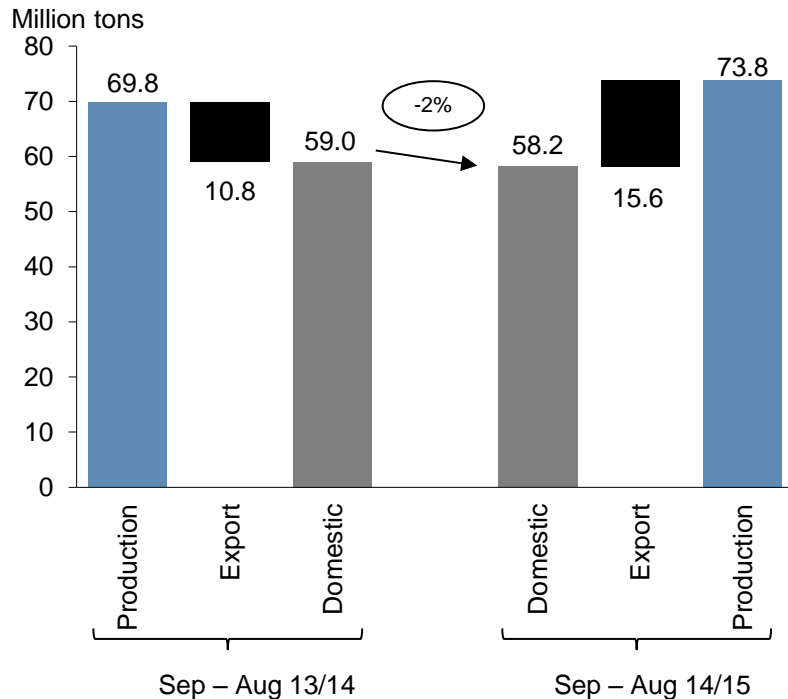 Million tons
80
70
60
50
40
30
20
10
0
69.8
10.8
59.0
-2%
58.2
15.6
73.8
Production
Export
Domestic
Domestic
Export
Production
Sep – Aug 13/14
Sep – Aug 14/15